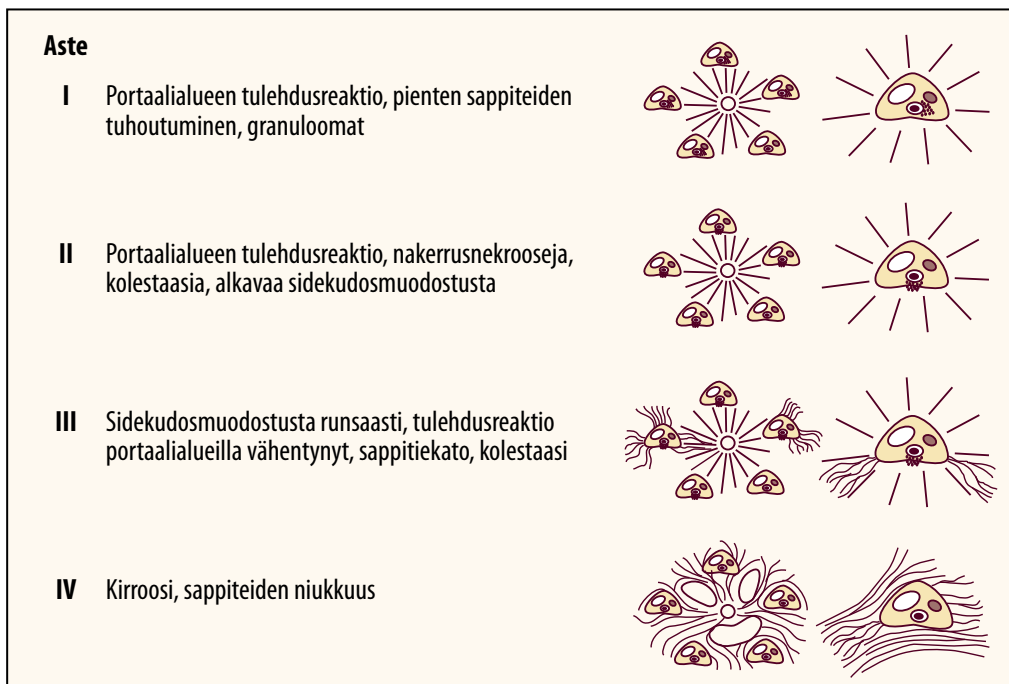 Aste
I Portaalialueen tulehdusreaktio, pienten sappiteiden
tuhoutuminen, granuloomat
II Portaalialueen tulehdusreaktio, nakerrusnekrooseja,
kolestaasia, alkavaa sidekudosmuodostusta
III Sidekudosmuodostusta runsaasti, tulehdusreaktio
portaalialueilla vähentynyt, sappitiekato, kolestaasi
IV Kirroosi, sappiteiden niukkuus